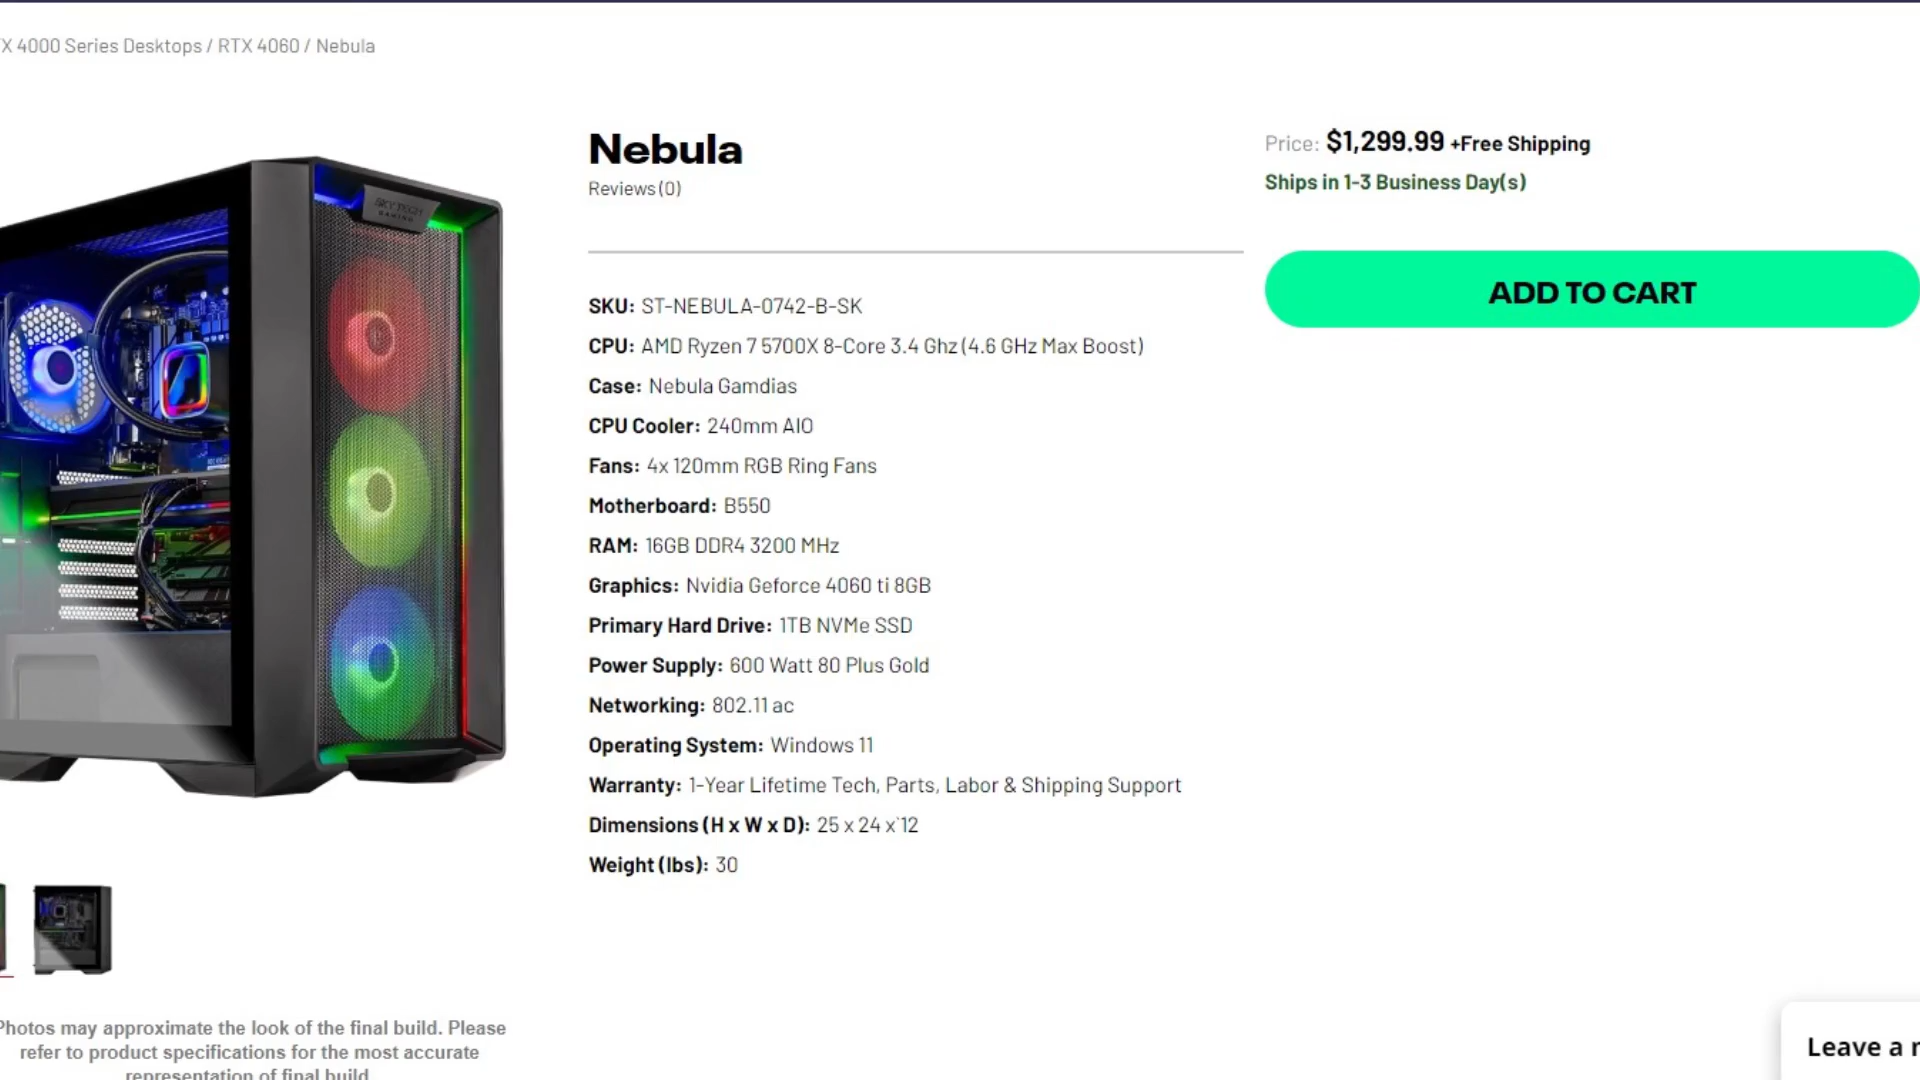 X 4000 Series Desktops / RTX 4060 / Nebula
SKYTECH
GAMING
Nebula
Reviews (0)
Price: $1,299.99 +Free Shipping
Ships in 1-3 Business Day(s)
ADD TO CART
SKU: ST-NEBULA-0742-B-SK
CPU: AMD Ryzen 7 5700X 8-Core 3.4 Ghz (4.6 GHz Max Boost)
Case: Nebula Gamdias
CPU Cooler: 240mm AIO
Fans: 4x 120mm RGB Ring Fans
Motherboard: B550
RAM: 16GB DDR4 3200 MHz
Graphics: Nvidia Geforce 4060 ti 8GB
Primary Hard Drive: 1TB NVMe SSD
Power Supply: 600 Watt 80 Plus Gold
Networking: 802.11 ac
Operating System: Windows 11
Warranty: 1-Year Lifetime Tech, Parts, Labor & Shipping Support
Dimensions (H x W x D): 25 x 24 x`12
Weight (lbs): 30
Photos may approximate the look of the final build. Please
refer to product specifications for the most accurate
representation of final build.
Leave a